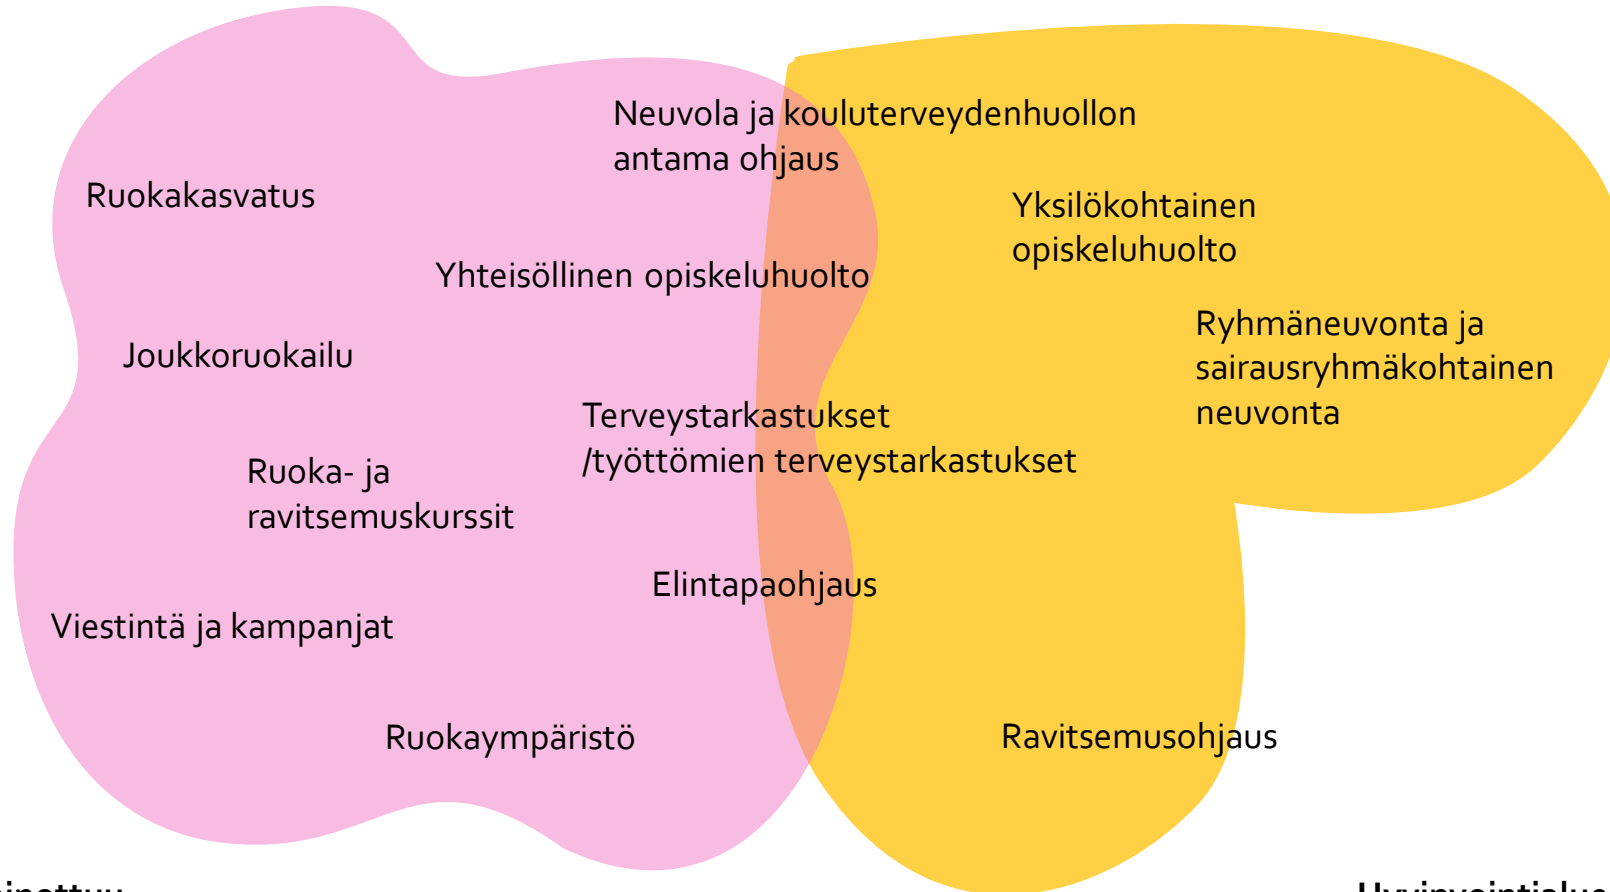 Neuvola ja kouluterveydenhuollon
antama ohjaus
Ruokakasvatus
Yksilökohtainen
opiskeluhuolto
Yhteisöllinen opiskeluhuolto
Ryhmäneuvonta ja
sairausryhmäkohtainen
neuvonta
Joukkoruokailu
Terveystarkastukset
/työttömien terveystarkastukset
Ruoka- ja
ravitsemuskurssit
Elintapaohjaus
Viestintä ja kampanjat
Ruokaympäristö
Ravitsemusohjaus